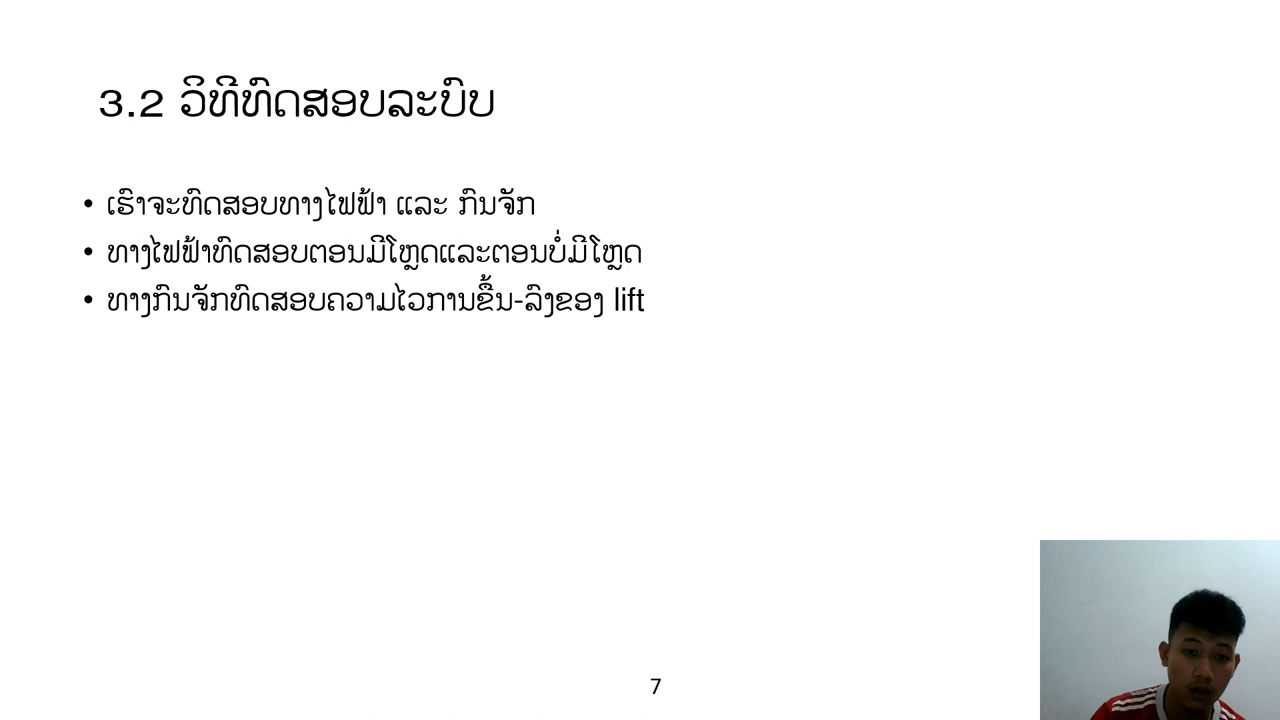 3.2 ວິທີທົດສອບລະບົບ
• ເຮົາຈະທົດສອບທາງໄຟຟ້າ ແລະ ກົນຈັກ
• ທາງໄຟຟ້າທົດສອບຕອນມີໂຫຼດແລະຕອນບໍ່ມີໂຫຼດ
• ທາງກົນຈັກທົດສອບຄວາມໄວການຂຶ້ນ-ລົງຂອງ lift
7